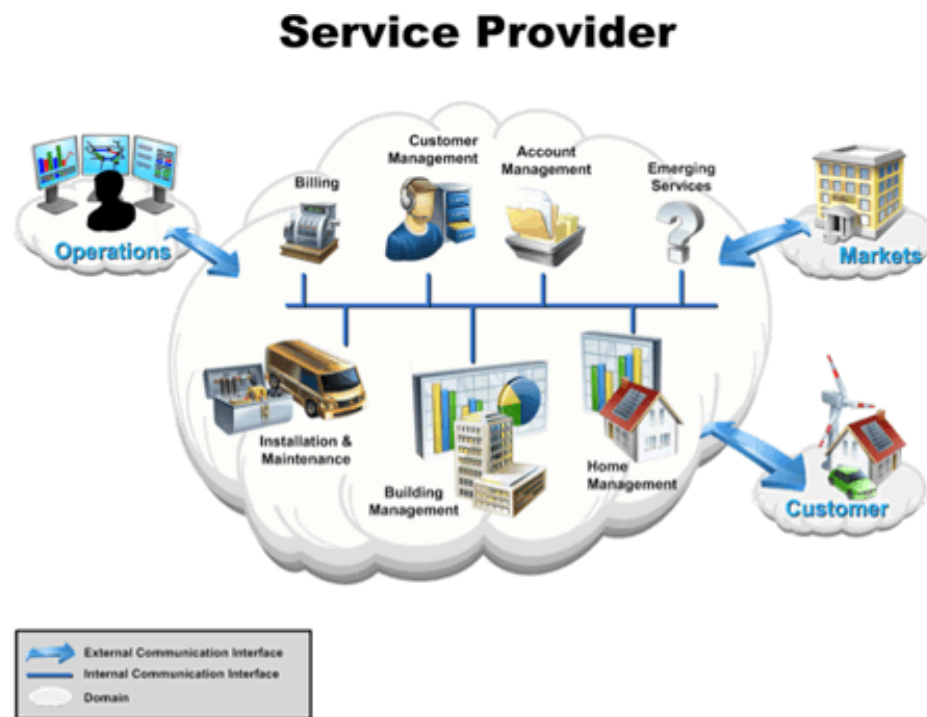 Service Provider
Customer
Management
Account
Management
Emerging
Services
Billing
Operations
Markets
Installation &
Maintenance
Building
Management
Home
Management
Customer
External Communication Interface
Internal Communication Interface
Domain